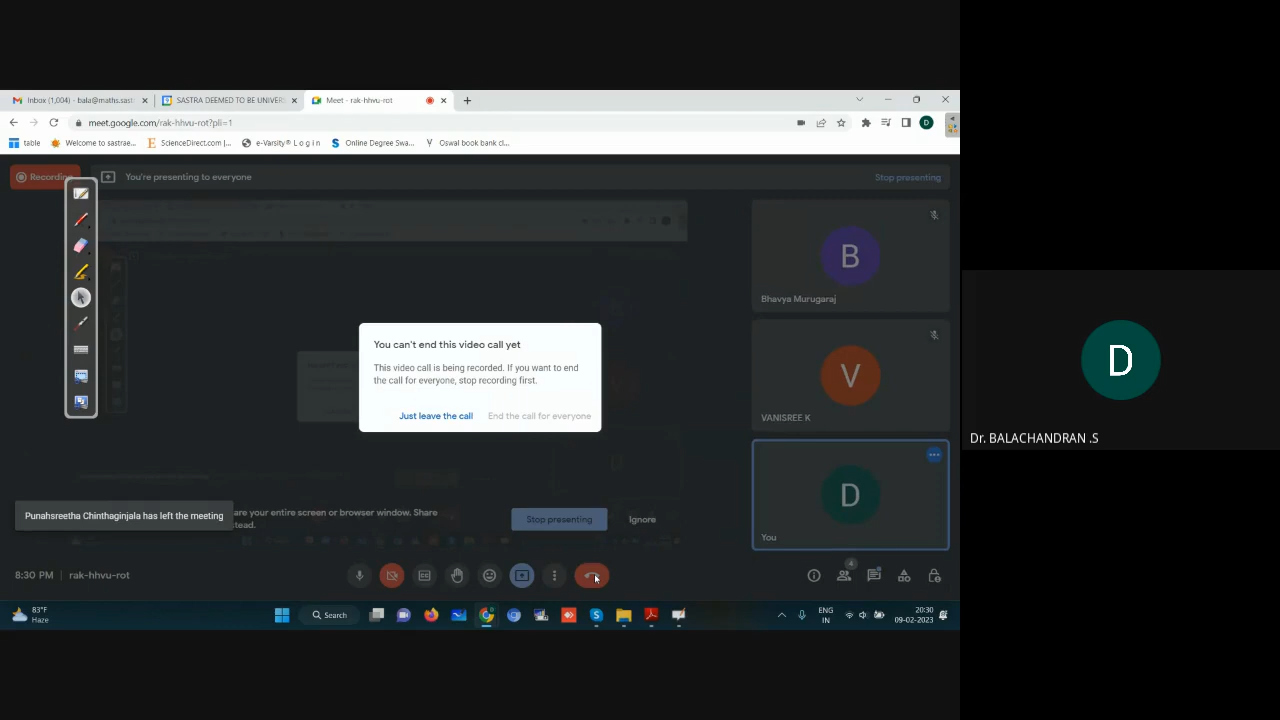 Inbox (1,004) - bala@maths.sast
SASTRA DEEMED TO BE UNIVER
Meet - rak-hhvu-rot
meet.google.com/rak-hhvu-rot?pli=1
D
table
Welcome to sastrae...
ScienceDirect.com |...
e-Varsity® L o g i n
Online Degree Swa...
Oswal book bank cl...
Recording
You're presenting to everyone
Stop presenting
B
Bhavya Murugaraj
You can't end this video call yet
This video call is being recorded. If you want to end
the call for everyone, stop recording first.
Just leave the call
End the call for everyone
V
VANISREE K
D
You
D
Dr. BALACHANDRAN .S
Punahsreetha Chinthaginjala has left the meeting
are your entire screen or browser window. Share
stead.
Stop presenting
Ignore
8:30 PM
rak-hhvu-rot
4
83°F
Haze
Search
ENG
IN
20:30
09-02-2023